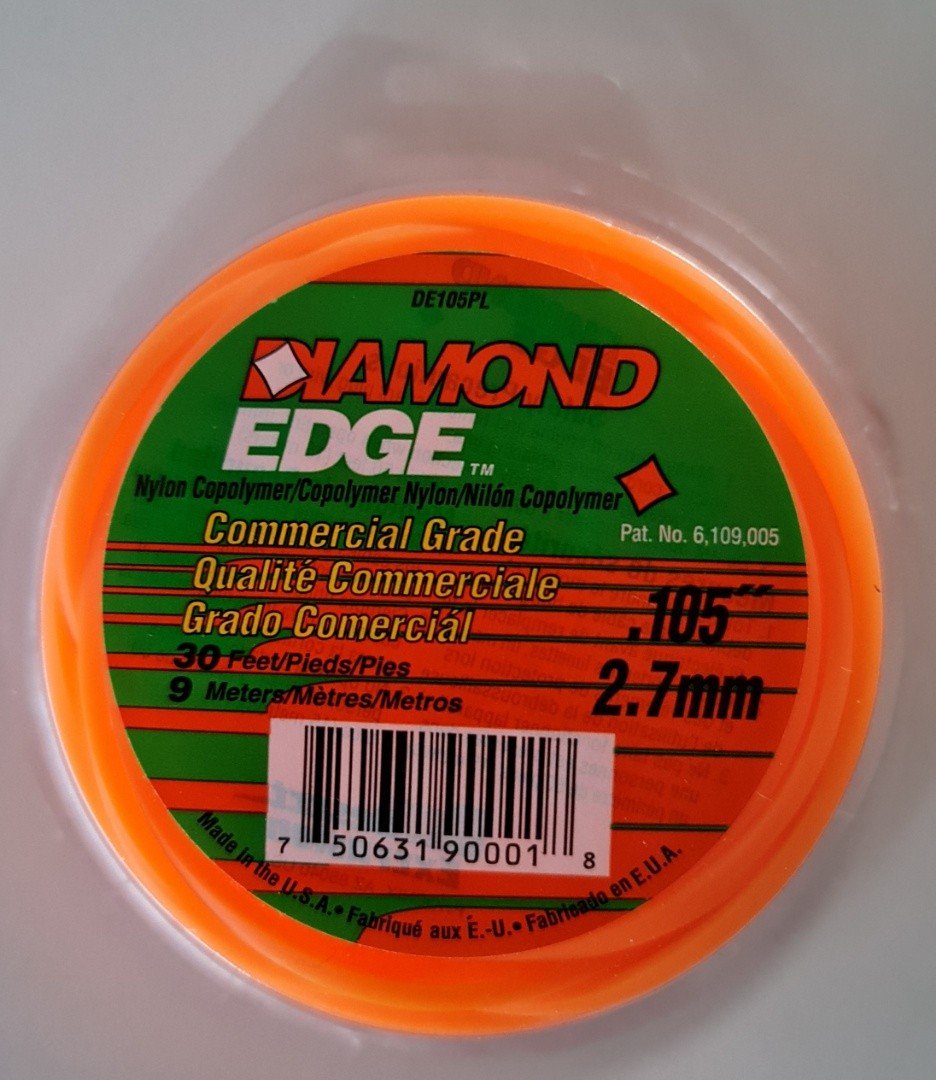 DE105PL
DIAMOND
EDGE™
Nylon Copolymer/Copolymer Nylon/Nilón Copolymer
Pat. No. 6,109,005
Commercial Grade
Qualité Commerciale
Grado Comerciál
.105"
2.7mm
30 Feet/Pieds/Pies
9 Meters/Mètres/Metros
7 50631 90001 8
Made in the U.S.A. • Fabriqué aux É.-U. • Fabricado en E.U.A.